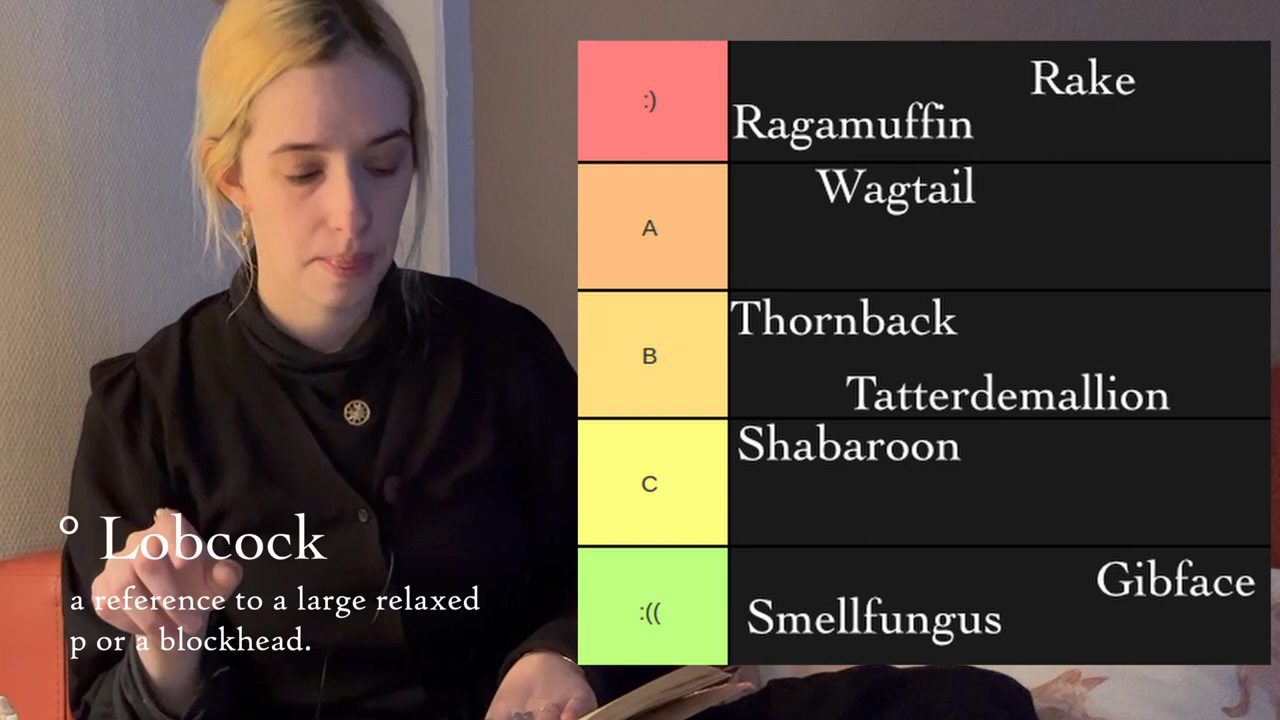 :)
Rake
Ragamuffin
A
Wagtail
B
Thornback
Tatterdemallion
C
Shabaroon
:((
Gibface
Smellfungus
° Lobcock
a reference to a large relaxed
p or a blockhead.